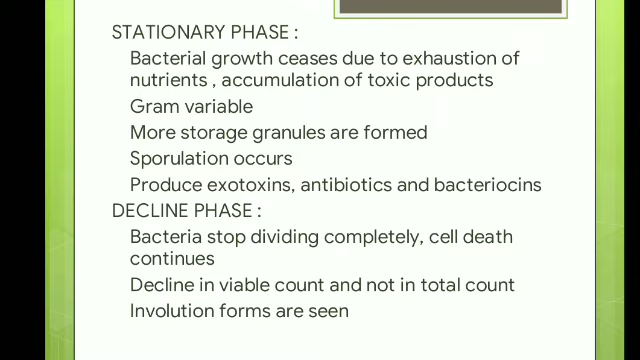 STATIONARY PHASE :
Bacterial growth ceases due to exhaustion of
nutrients , accumulation of toxic products
Gram variable
More storage granules are formed
Sporulation occurs
Produce exotoxins, antibiotics and bacteriocins
DECLINE PHASE :
Bacteria stop dividing completely, cell death
continues
Decline in viable count and not in total count
Involution forms are seen